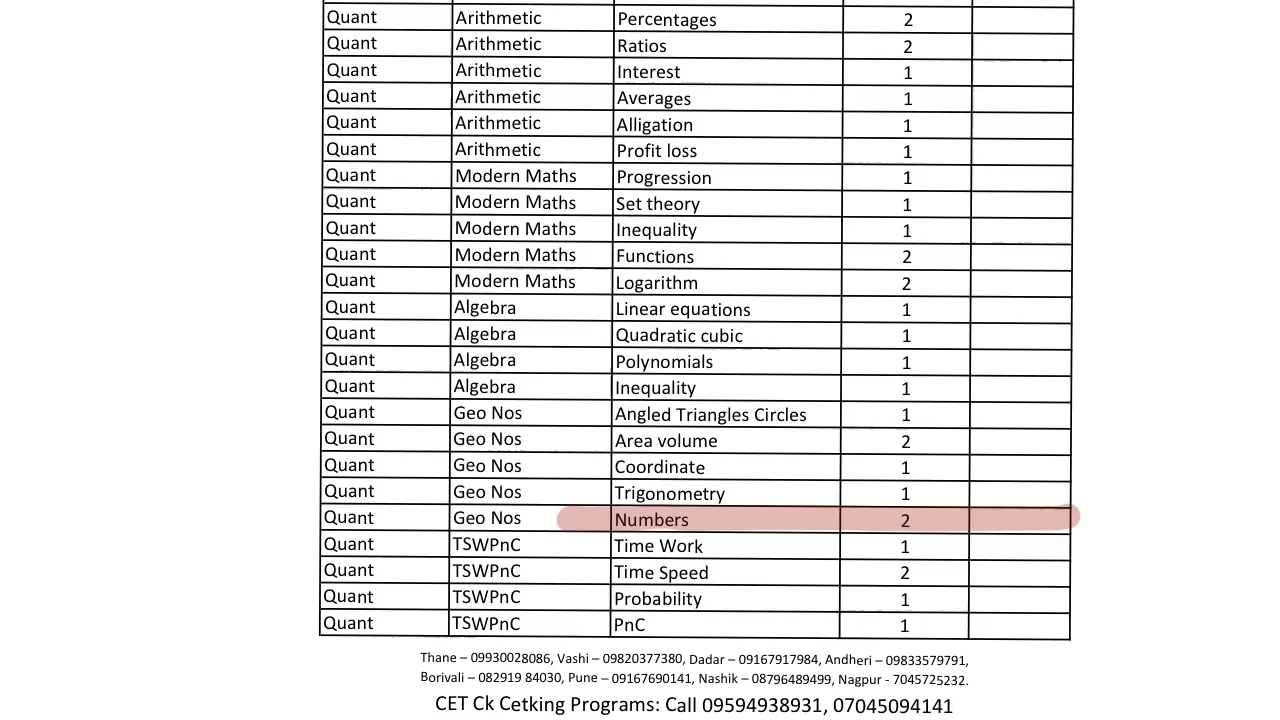 Quant Arithmetic Percentages 2
Quant Arithmetic Ratios 2
Quant Arithmetic Interest 1
Quant Arithmetic Averages 1
Quant Arithmetic Alligation 1
Quant Arithmetic Profit loss 1
Quant Modern Maths Progression 1
Quant Modern Maths Set theory 1
Quant Modern Maths Inequality 1
Quant Modern Maths Functions 2
Quant Modern Maths Logarithm 2
Quant Algebra Linear equations 1
Quant Algebra Quadratic cubic 1
Quant Algebra Polynomials 1
Quant Algebra Inequality 1
Quant Geo Nos Angled Triangles Circles 1
Quant Geo Nos Area volume 2
Quant Geo Nos Coordinate 1
Quant Geo Nos Trigonometry 1
Quant Geo Nos Numbers 2
Quant TSWPnC Time Work 1
Quant TSWPnC Time Speed 2
Quant TSWPnC Probability 1
Quant TSWPnC PnC 1
Thane – 09930028086, Vashi – 09820377380, Dadar – 09167917984, Andheri – 09833579791,
Borivali – 082919 84030, Pune – 09167690141, Nashik – 08796489499, Nagpur - 7045725232.
CET Ck Cetking Programs: Call 09594938931, 07045094141